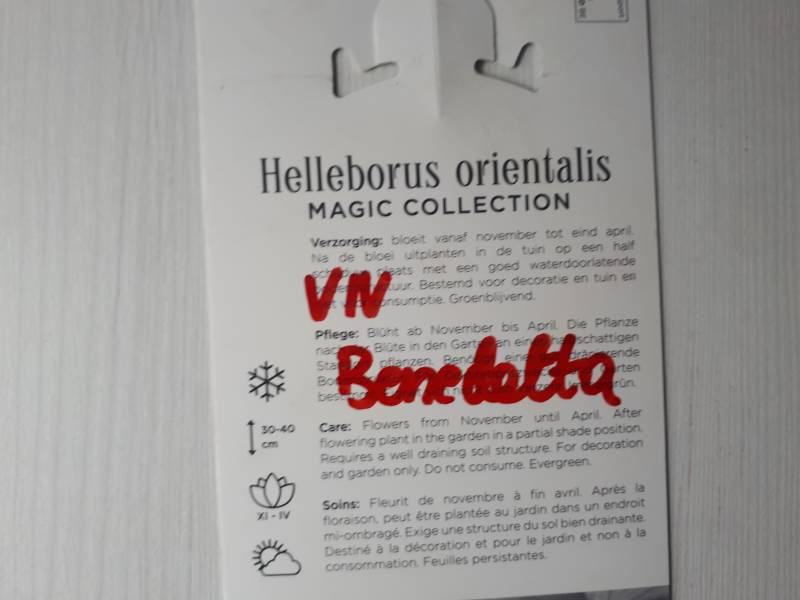 Helleborus orientalis
MAGIC COLLECTION
Verzorging: bloeit vanaf november tot eind april.
Na de bloei uitplanten in de tuin op een half
plaats met een goed waterdoorlatende
Bestemd voor decoratie en tuin en
consumptie. Groenblijvend.
VIV
Pflege: Blüht ab November bis April. Die Pflanze
Blüte in den Garten an einen schattigen
pflanzen.
Benedetta
30-40
cm
Care: Flowers from November until April. After
flowering plant in the garden in a partial shade position.
Requires a well draining soil structure. For decoration
and garden only. Do not consume. Evergreen.
XI - IV
Soins: Fleurit de novembre à fin avril. Après la
floraison, peut être plantée au jardin dans un endroit
mi-ombragé. Exige une structure du sol bien drainante.
Destiné à la décoration et pour le jardin et non à la
consommation. Feuilles persistantes.